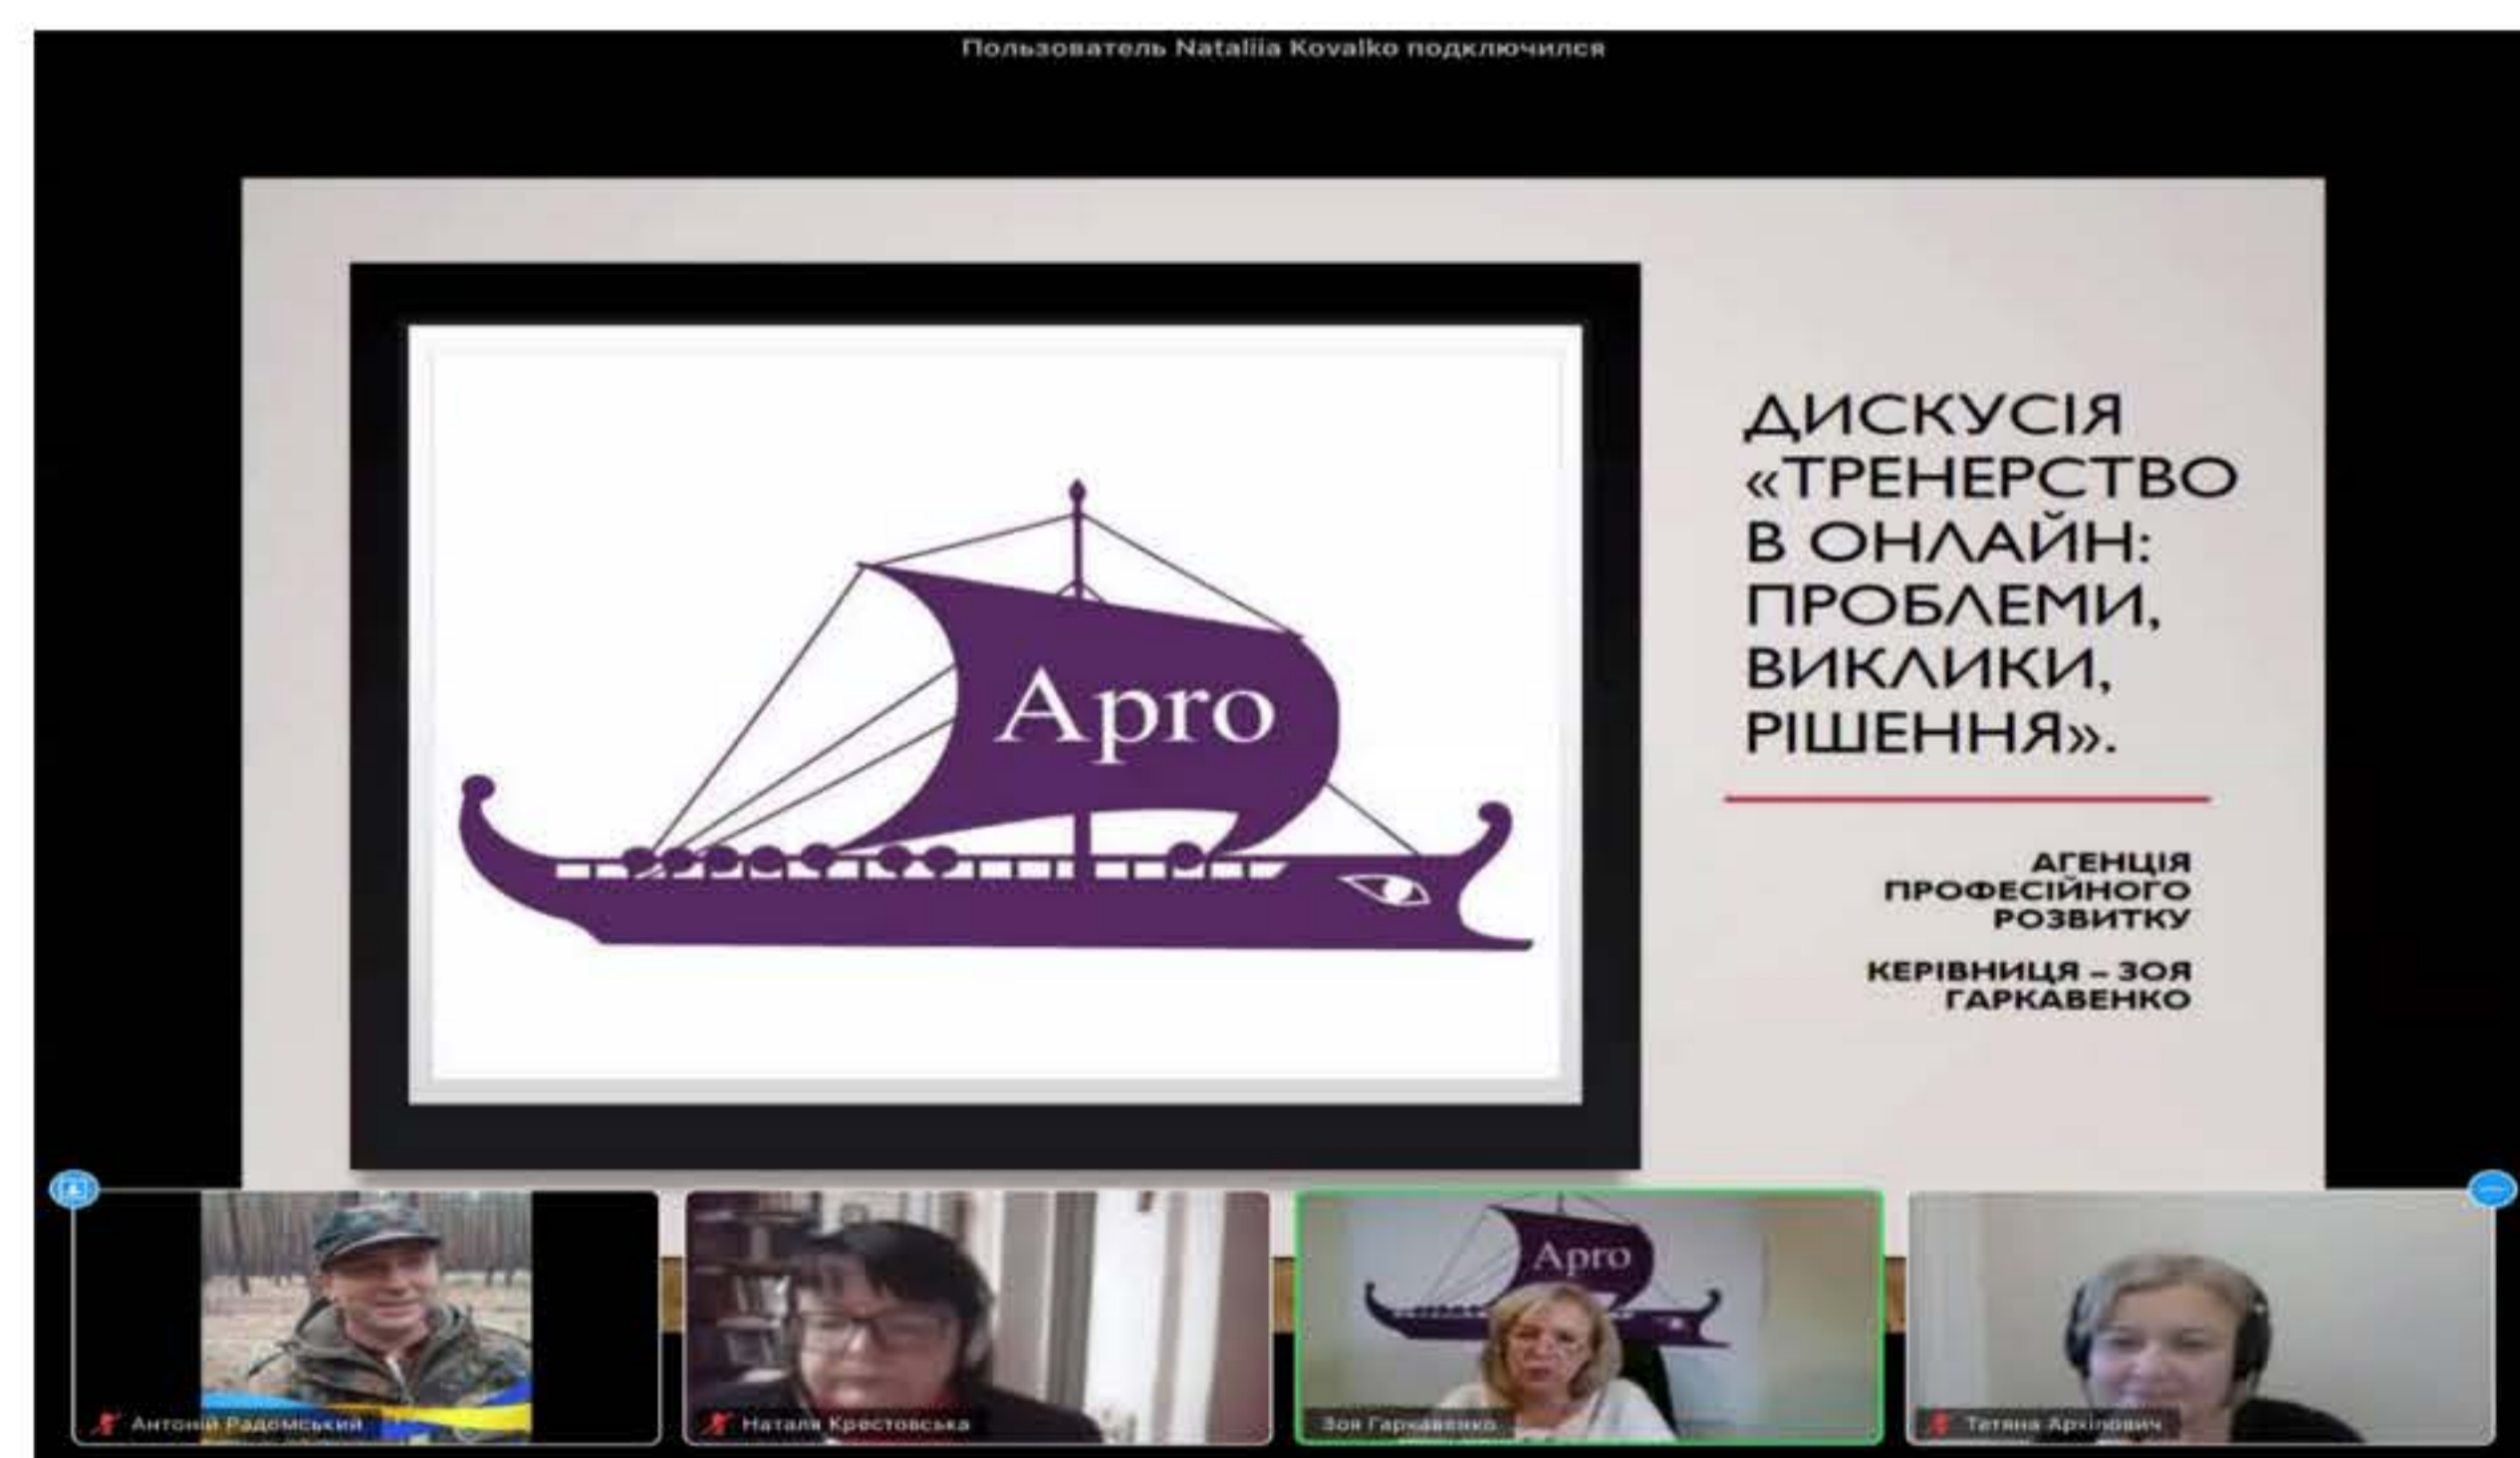 Пользователь Nataliia Kovalko подключился
Apro
ДИСКУСІЯ
«ТРЕНЕРСТВО
В ОНЛАЙН:
ПРОБЛЕМИ,
ВИКЛИКИ,
РІШЕННЯ».
АГЕНЦІЯ
ПРОФЕСІЙНОГО
РОЗВИТКУ
КЕРІВНИЦЯ – ЗОЯ
ГАРКАВЕНКО
Apro
Антоній Радомський
Наталя Крестовська
Зоя Гаркавенко
Тетяна Архіпович